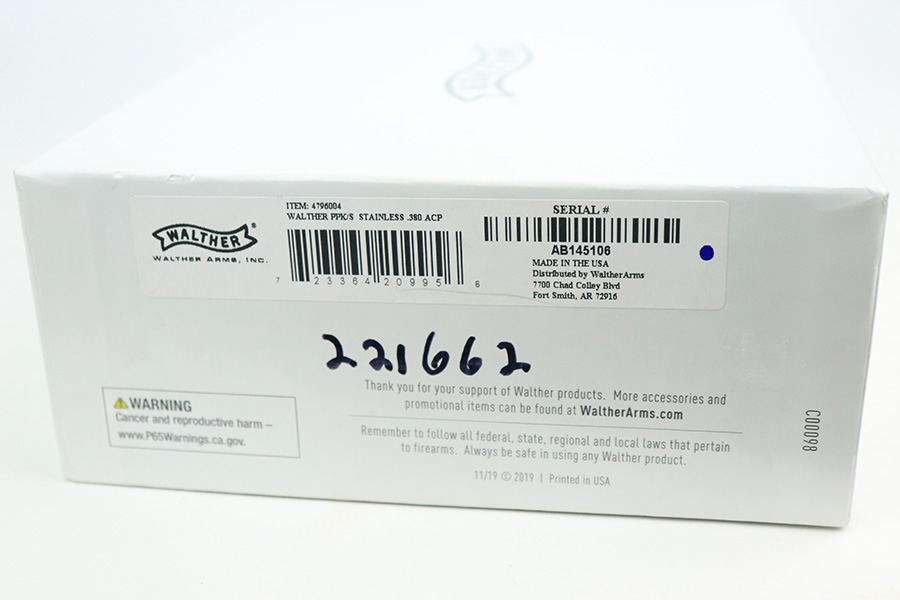 WALTHER®
WALTHER ARMS, INC.
ITEM: 4796004
WALTHER PPK/S STAINLESS .380 ACP
7 23364 20995 6
SERIAL #
AB145106
MADE IN THE USA
Distributed by WaltherArms
7700 Chad Colley Blvd
Fort Smith, AR 72916
221662
Thank you for your support of Walther products. More accessories and
promotional items can be found at WaltherArms.com
⚠WARNING
Cancer and reproductive harm –
www.P65Warnings.ca.gov.
Remember to follow all federal, state, regional and local laws that pertain
to firearms. Always be safe in using any Walther product.
11/19 © 2019 | Printed in USA
C00098